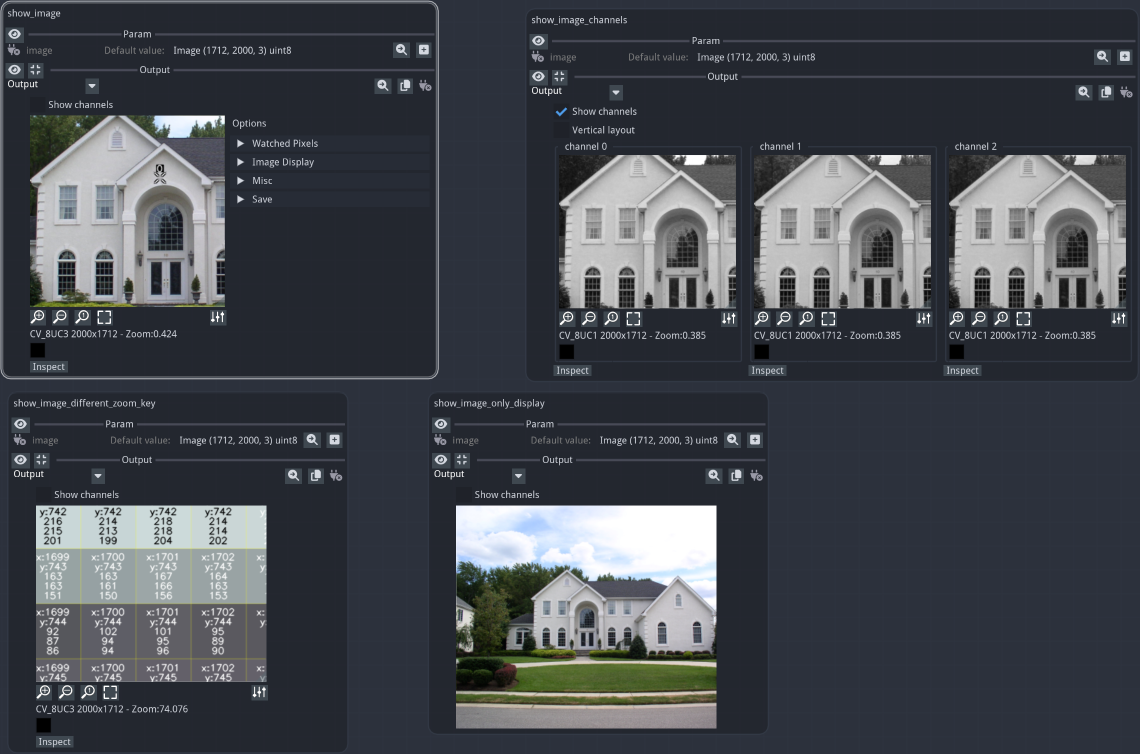 show_image
Param
image Default value: Image (1712, 2000, 3) uint8
Output
Output
Show channels
Options
Watched Pixels
Image Display
Misc
Save
CV_8UC3 2000x1712 - Zoom:0.424
Inspect
show_image_channels
Param
image Default value: Image (1712, 2000, 3) uint8
Output
Output
Show channels
Vertical layout
channel 0 channel 1 channel 2
CV_8UC1 2000x1712 - Zoom:0.385 CV_8UC1 2000x1712 - Zoom:0.385 CV_8UC1 2000x1712 - Zoom:0.385
Inspect Inspect Inspect
show_image_different_zoom_key
Param
image Default value: Image (1712, 2000, 3) uint8
Output
Output
Show channels
y:742 y:742 y:742 y:742 y
216 214 218 214
215 213 218 214
201 199 204 202
x:1699 x:1700 x:1701 x:1702 x:
y:743 y:743 y:743 y:743 y
163 163 167 164
163 161 166 163
151 150 156 153
x:1699 x:1700 x:1701 x:1702 x:
y:744 y:744 y:744 y:744 y
92 102 101 95
87 94 95 89
86 94 96 90
x:1699 x:1700 x:1701 x:1702 x:
y:745 y:745 y:745 y:745 y
CV_8UC3 2000x1712 - Zoom:74.076
Inspect
show_image_only_display
Param
image Default value: Image (1712, 2000, 3) uint8
Output
Output
Show channels